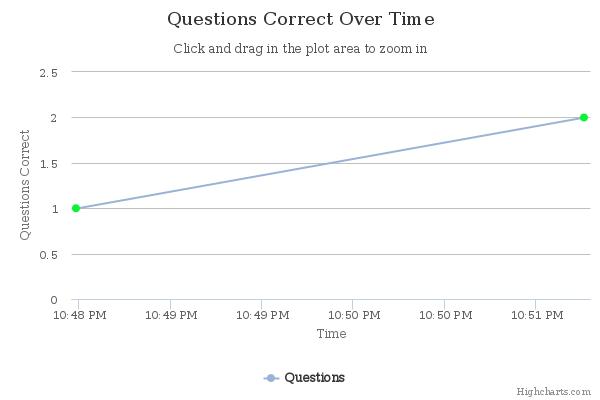 Questions Correct Over Time
Click and drag in the plot area to zoom in
Questions Correct
2.5
2
1.5
1
0.5
0
10:48 PM 10:49 PM 10:49 PM 10:50 PM 10:50 PM 10:51 PM
Time
Questions
Highcharts.com